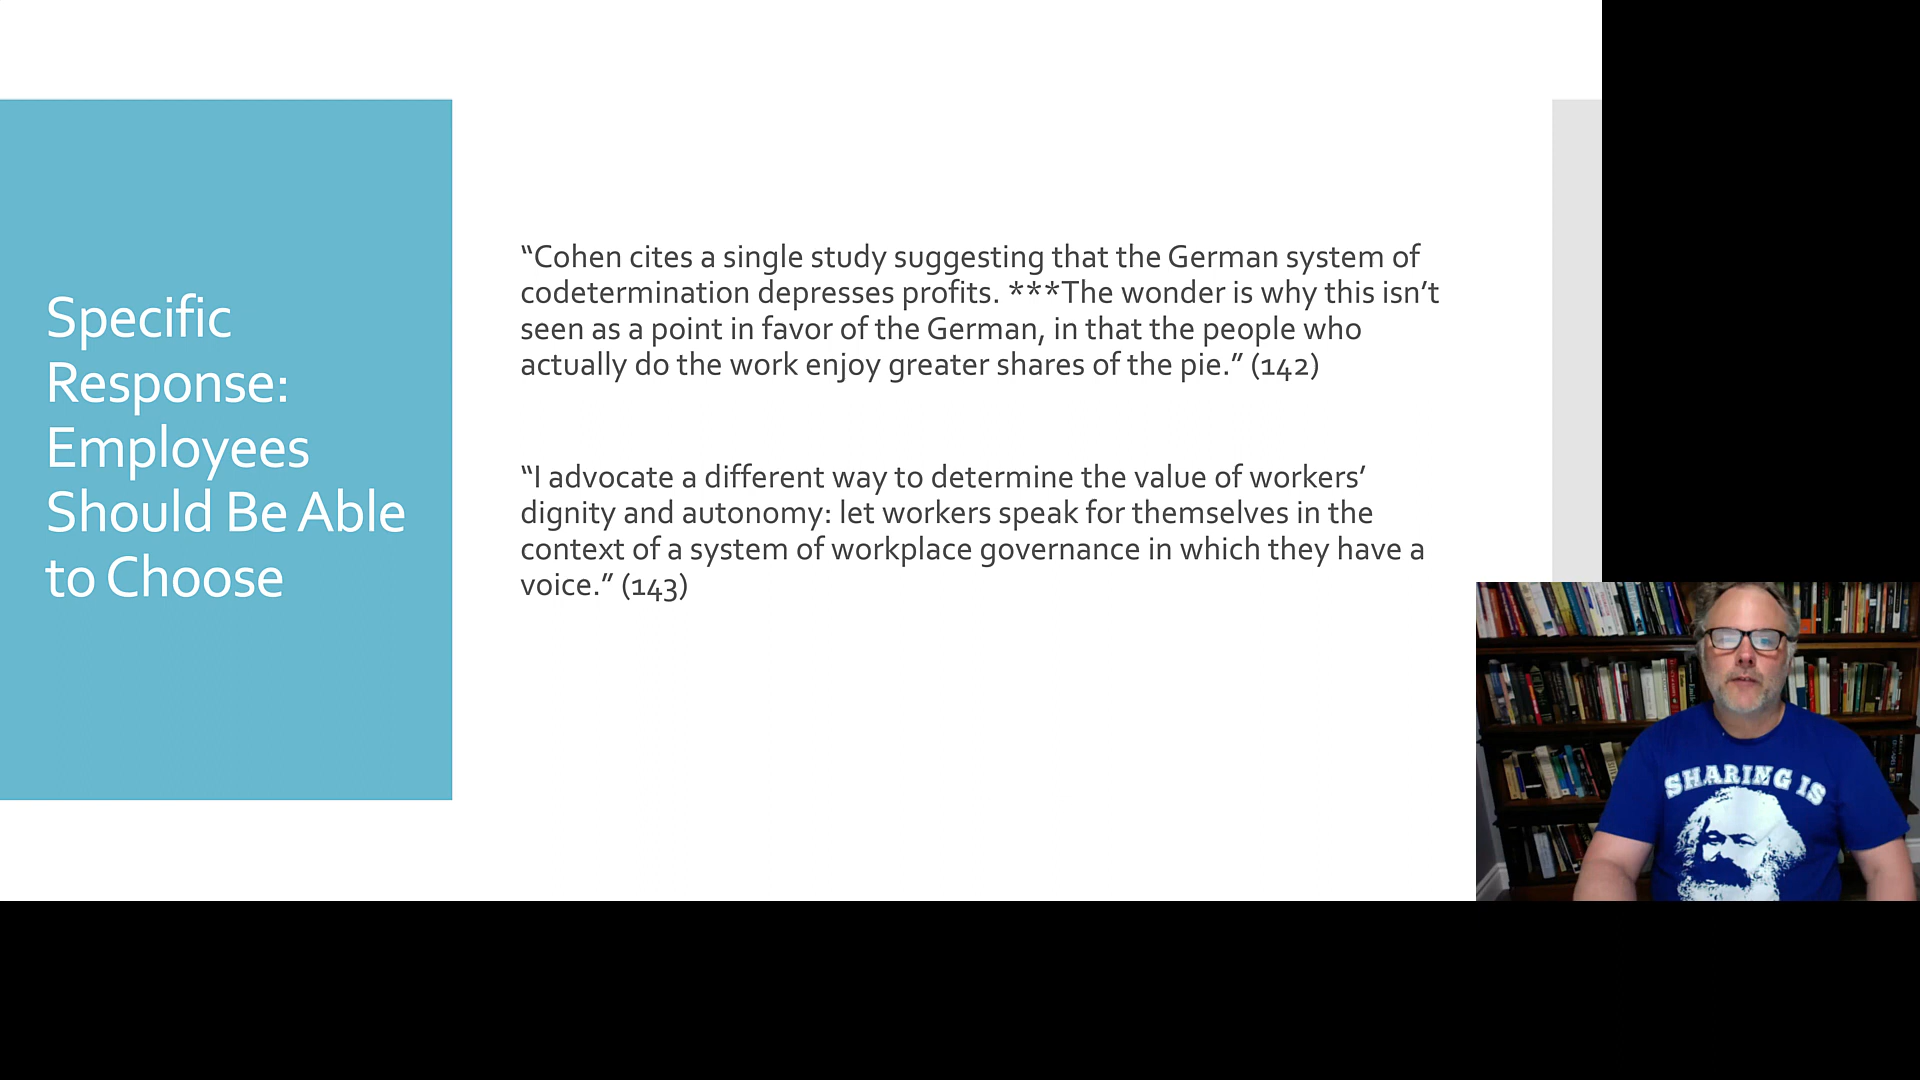 Specific
Response:
Employees
Should Be Able
to Choose
“Cohen cites a single study suggesting that the German system of
codetermination depresses profits. ***The wonder is why this isn’t
seen as a point in favor of the German, in that the people who
actually do the work enjoy greater shares of the pie.” (142)
“I advocate a different way to determine the value of workers’
dignity and autonomy: let workers speak for themselves in the
context of a system of workplace governance in which they have a
voice.” (143)
SHARING IS